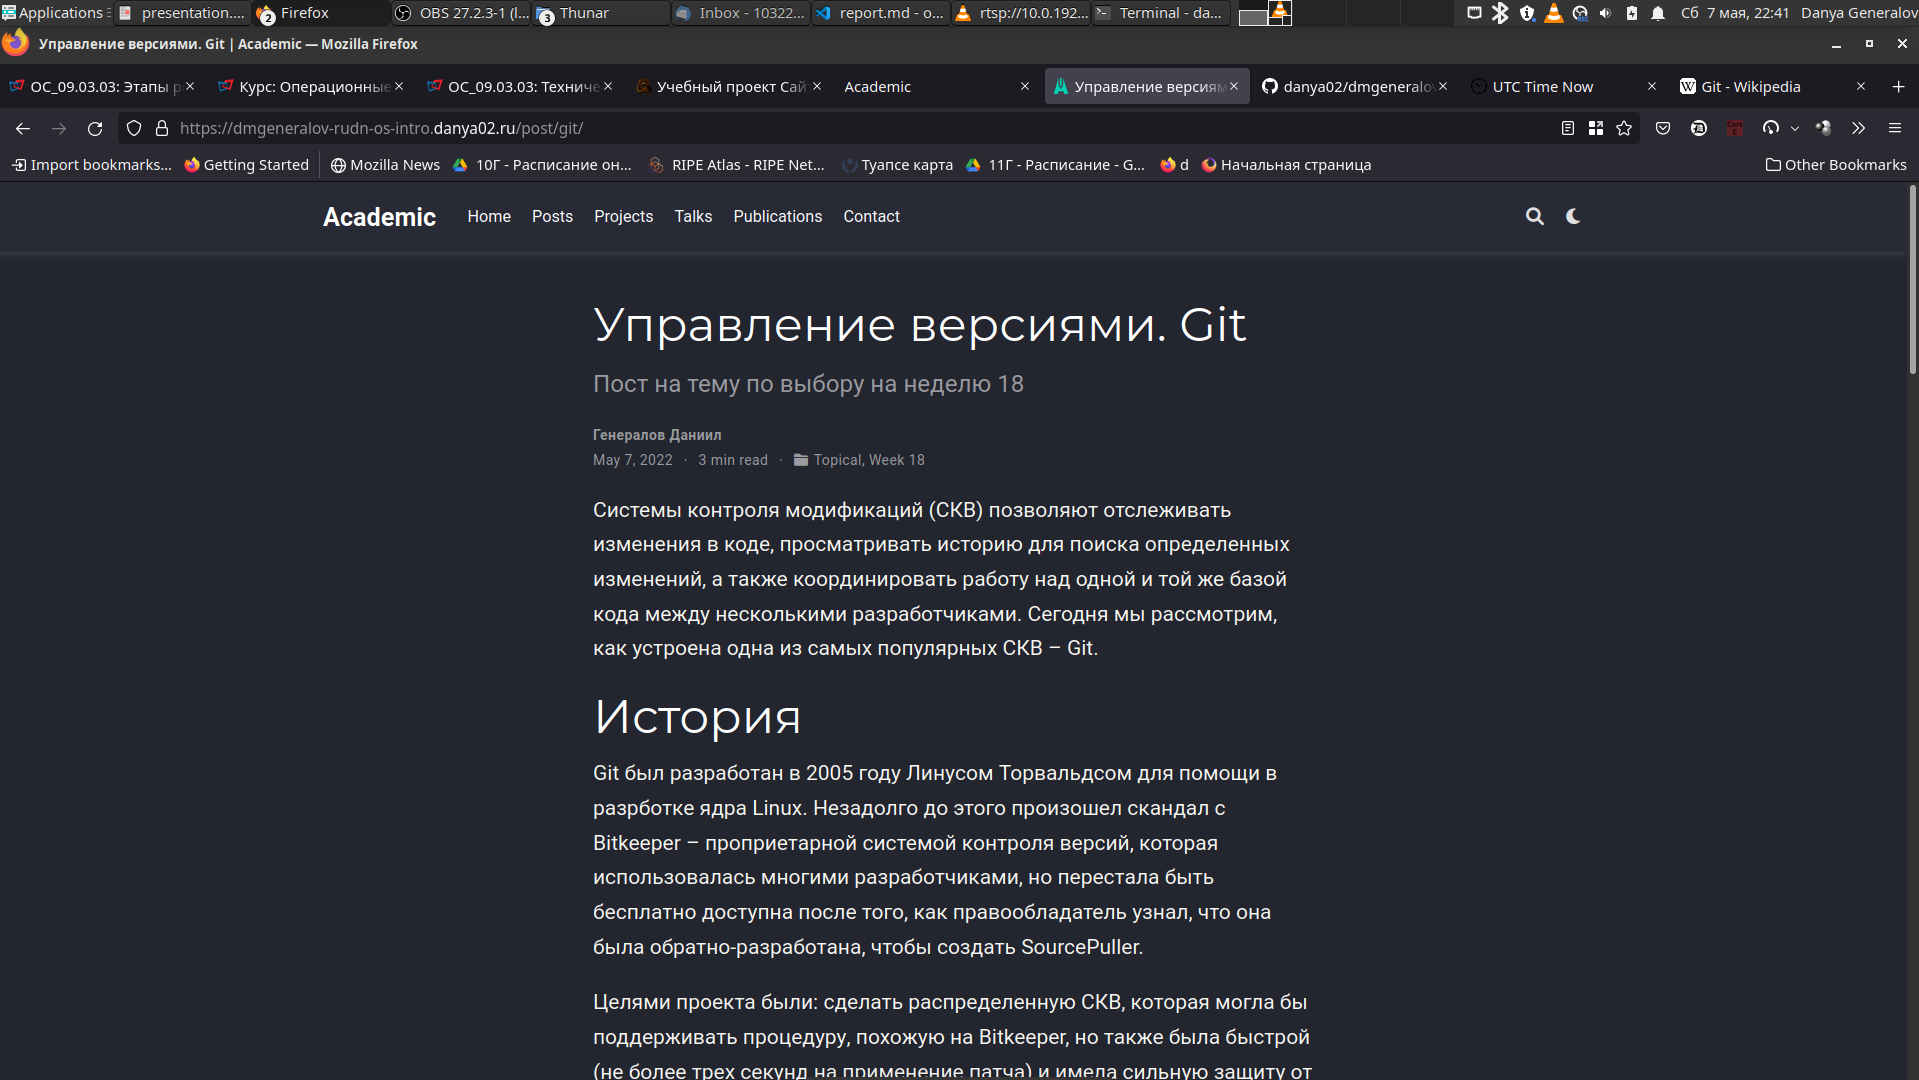 Applications
presentation....
2
Firefox
OBS 27.2.3-1 (l...
3
Thunar
Inbox - 10322...
report.md - o...
rtsp://10.0.192...
Terminal - da...
Сб 7 мая, 22:41
Danya Generalov
Управление версиями. Git | Academic — Mozilla Firefox
ОС_09.03.03: Этапы р
Курс: Операционные
ОС_09.03.03: Техниче
Учебный проект Сай
Academic
Управление версиям
danya02/dmgeneralov
UTC Time Now
Git - Wikipedia
https://dmgeneralov-rudn-os-intro.danya02.ru/post/git/
Import bookmarks...
Getting Started
Mozilla News
10Г - Расписание он...
RIPE Atlas - RIPE Net...
Туапсе карта
11Г - Расписание - G...
d
Начальная страница
Other Bookmarks
Academic
Home
Posts
Projects
Talks
Publications
Contact
Управление версиями. Git
Пост на тему по выбору на неделю 18
Генералов Даниил
May 7, 2022 · 3 min read · Topical, Week 18
Системы контроля модификаций (СКВ) позволяют отслеживать
изменения в коде, просматривать историю для поиска определенных
изменений, а также координировать работу над одной и той же базой
кода между несколькими разработчиками. Сегодня мы рассмотрим,
как устроена одна из самых популярных СКВ – Git.
История
Git был разработан в 2005 году Линусом Торвальдсом для помощи в
разрботке ядра Linux. Незадолго до этого произошел скандал с
Bitkeeper – проприетарной системой контроля версий, которая
использовалась многими разработчиками, но перестала быть
бесплатно доступна после того, как правообладатель узнал, что она
была обратно-разработана, чтобы создать SourcePuller.
Целями проекта были: сделать распределенную СКВ, которая могла бы
поддерживать процедуру, похожую на Bitkeeper, но также была быстрой
(не более трех секунд на применение патча) и имела сильную защиту от